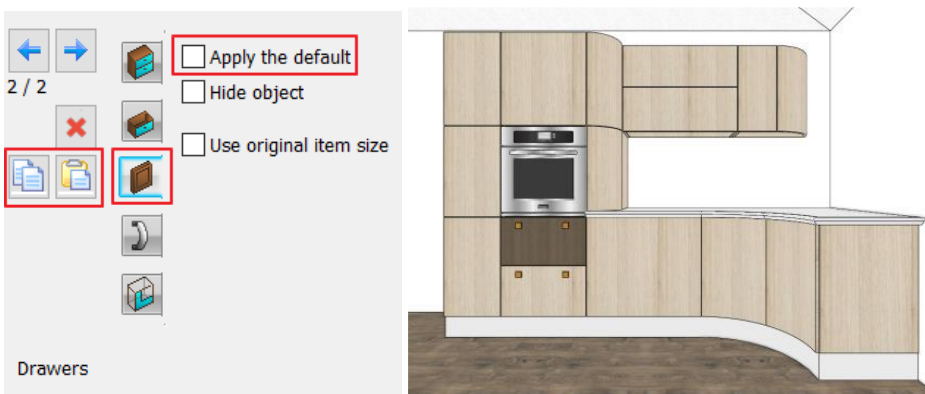 Apply the default
2 / 2
Hide object
Use original item size
Drawers